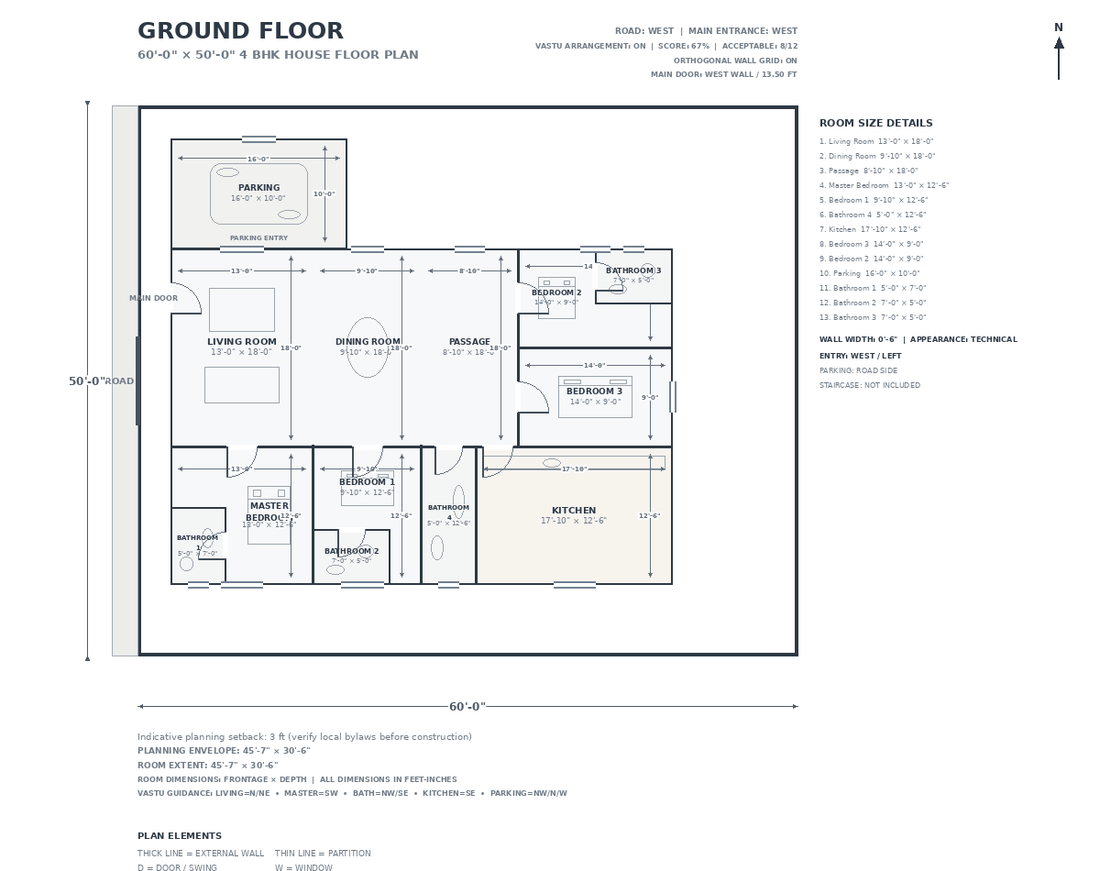 GROUND FLOOR
60'-0" × 50'-0" 4 BHK HOUSE FLOOR PLAN
ROAD: WEST | MAIN ENTRANCE: WEST
VASTU ARRANGEMENT: ON | SCORE: 67% | ACCEPTABLE: 8/12
ORTHOGONAL WALL GRID: ON
MAIN DOOR: WEST WALL / 13.50 FT
N
16'-0"
PARKING
16'-0" × 10'-0"
10'-0"
PARKING ENTRY
13'-0"
9'-10"
8'-10"
14
BATHROOM 3
7'-0" × 5'-0"
MAIN DOOR
BEDROOM 2
14'-0" × 9'-0"
LIVING ROOM
13'-0" × 18'-0"
18'-0"
DINING ROOM
9'-10" × 18'-0"
18'-0"
PASSAGE
8'-10" × 18'-0"
18'-0"
14'-0"
BEDROOM 3
14'-0" × 9'-0"
9'-0"
50'-0"
ROAD
13'-0"
9'-10"
17'-10"
BEDROOM 1
9'-10" × 12'-6"
MASTER
BEDROOM
13'-0" × 12'-6"
12'-6"
12'-6"
BATHROOM
4
5'-0" × 12'-6"
KITCHEN
17'-10" × 12'-6"
12'-6"
BATHROOM
1
5'-0" × 7'-0"
BATHROOM 2
7'-0" × 5'-0"
60'-0"
ROOM SIZE DETAILS
1. Living Room 13'-0" × 18'-0"
2. Dining Room 9'-10" × 18'-0"
3. Passage 8'-10" × 18'-0"
4. Master Bedroom 13'-0" × 12'-6"
5. Bedroom 1 9'-10" × 12'-6"
6. Bathroom 4 5'-0" × 12'-6"
7. Kitchen 17'-10" × 12'-6"
8. Bedroom 3 14'-0" × 9'-0"
9. Bedroom 2 14'-0" × 9'-0"
10. Parking 16'-0" × 10'-0"
11. Bathroom 1 5'-0" × 7'-0"
12. Bathroom 2 7'-0" × 5'-0"
13. Bathroom 3 7'-0" × 5'-0"
WALL WIDTH: 0'-6" | APPEARANCE: TECHNICAL
ENTRY: WEST / LEFT
PARKING: ROAD SIDE
STAIRCASE: NOT INCLUDED
Indicative planning setback: 3 ft (verify local bylaws before construction)
PLANNING ENVELOPE: 45'-7" × 30'-6"
ROOM EXTENT: 45'-7" × 30'-6"
ROOM DIMENSIONS: FRONTAGE × DEPTH | ALL DIMENSIONS IN FEET-INCHES
VASTU GUIDANCE: LIVING=N/NE • MASTER=SW • BATH=NW/SE • KITCHEN=SE • PARKING=NW/N/W
PLAN ELEMENTS
THICK LINE = EXTERNAL WALL THIN LINE = PARTITION
D = DOOR / SWING W = WINDOW